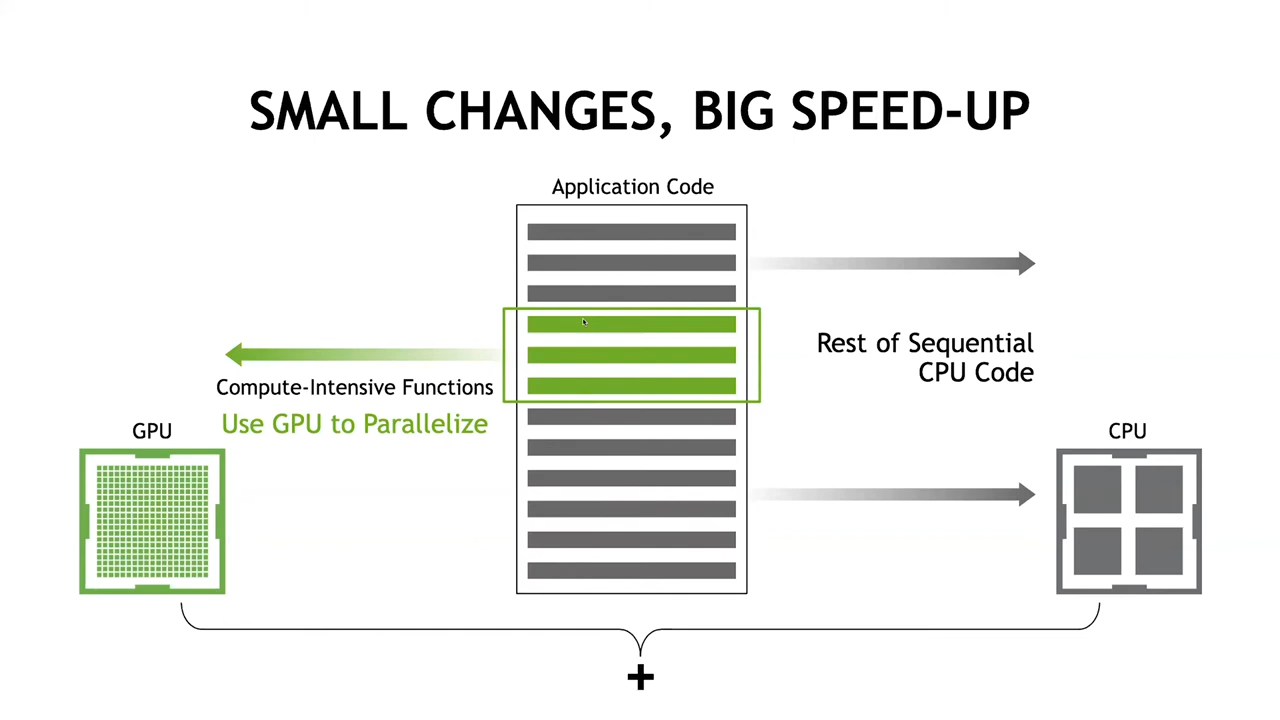 SMALL CHANGES, BIG SPEED-UP
Application Code
Rest of Sequential
CPU Code
Compute-Intensive Functions
Use GPU to Parallelize
GPU
CPU
+